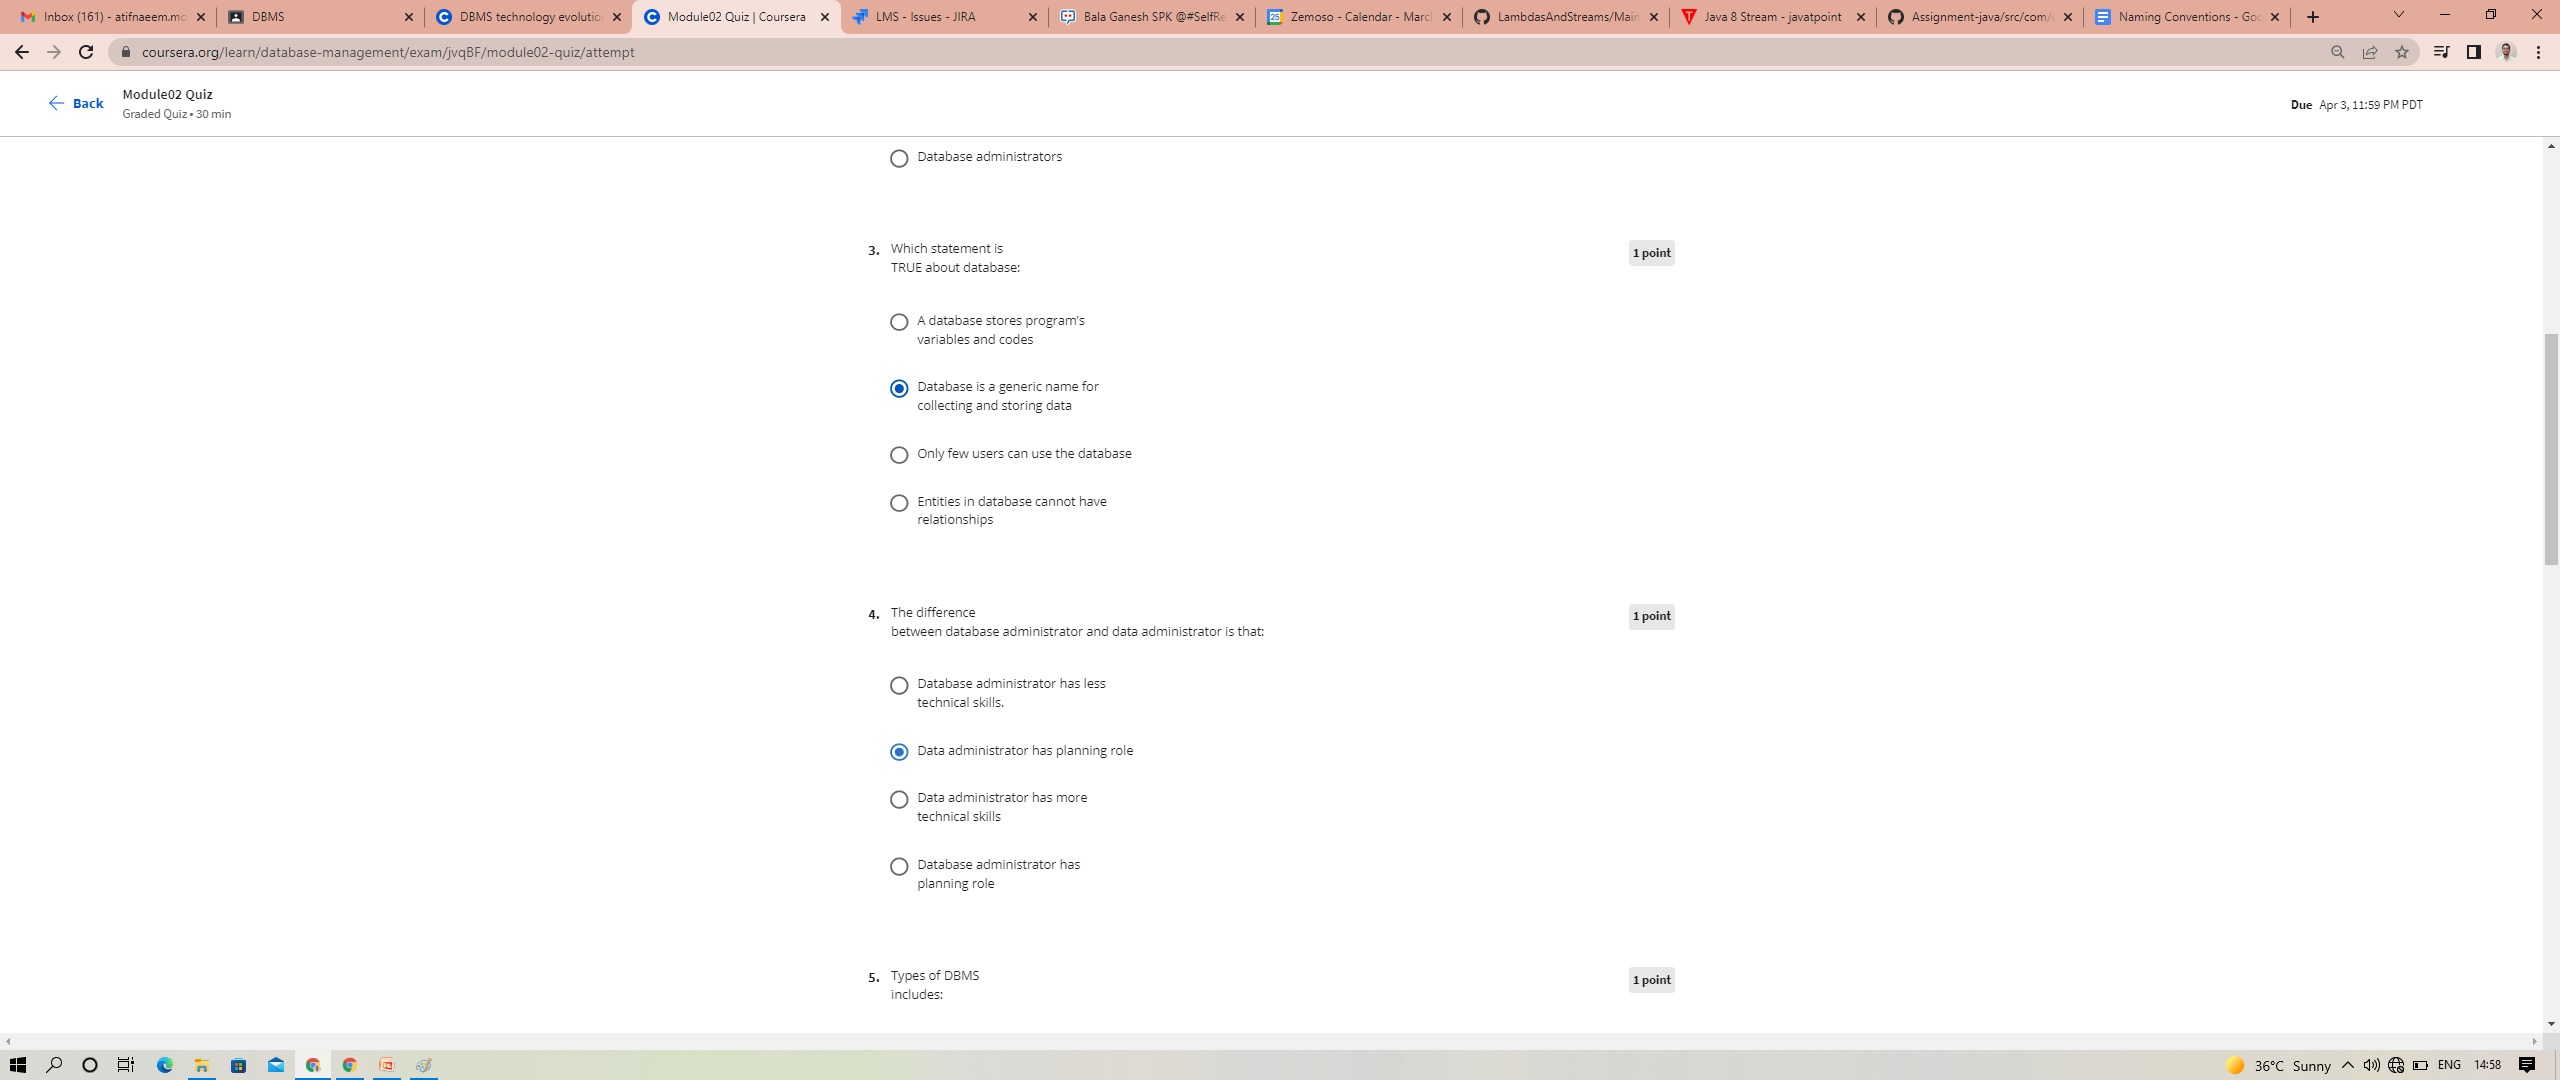 Inbox (161) - atifnaeem.mo
DBMS
DBMS technology evolutio
Module02 Quiz | Coursera
LMS - Issues - JIRA
Bala Ganesh SPK @#SelfRe
Zemoso - Calendar - March
LambdasAndStreams/Main
Java 8 Stream - javatpoint
Assignment-java/src/com/
Naming Conventions - Goo
coursera.org/learn/database-management/exam/jvqBF/module02-quiz/attempt
Back
Module02 Quiz
Graded Quiz • 30 min
Due Apr 3, 11:59 PM PDT
Database administrators
3. Which statement is
TRUE about database:
1 point
A database stores program's
variables and codes
Database is a generic name for
collecting and storing data
Only few users can use the database
Entities in database cannot have
relationships
4. The difference
between database administrator and data administrator is that:
1 point
Database administrator has less
technical skills.
Data administrator has planning role
Data administrator has more
technical skills
Database administrator has
planning role
5. Types of DBMS
includes:
1 point
36°C Sunny
ENG
14:58